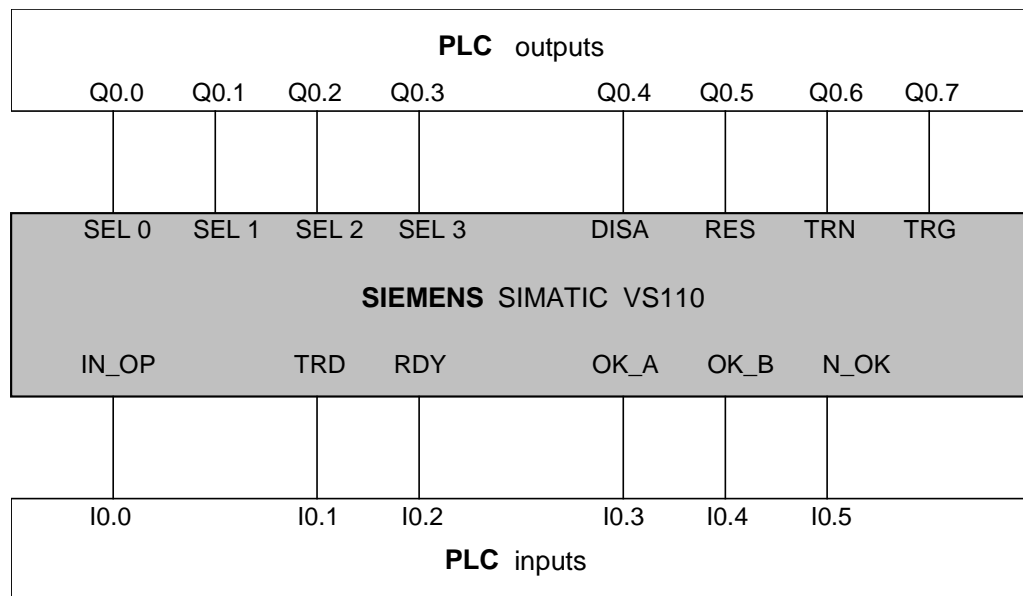 PLC outputs
Q0.0 Q0.1 Q0.2 Q0.3 Q0.4 Q0.5 Q0.6 Q0.7
SEL 0 SEL 1 SEL 2 SEL 3 DISA RES TRN TRG
SIEMENS SIMATIC VS110
IN_OP TRD RDY OK_A OK_B N_OK
I0.0 I0.1 I0.2 I0.3 I0.4 I0.5
PLC inputs